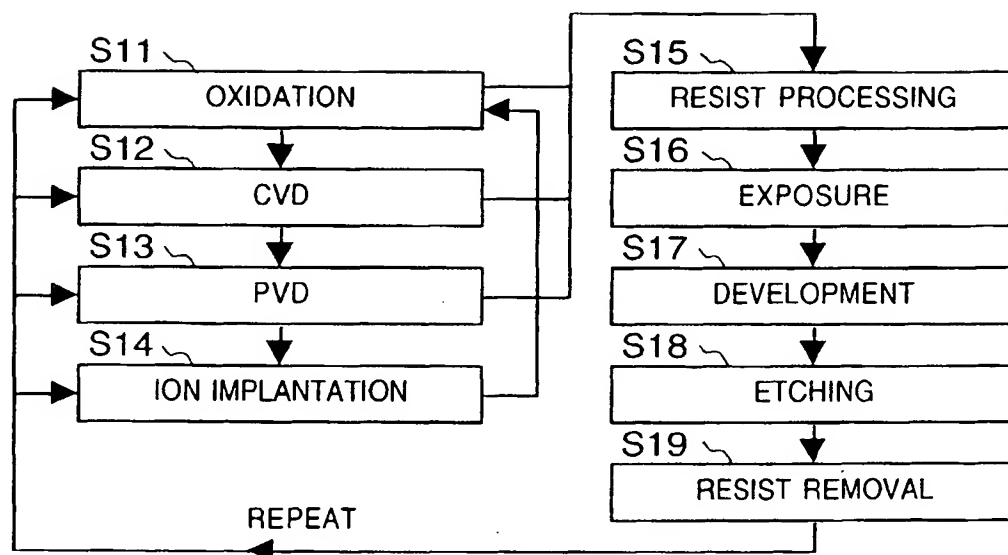 S11
OXIDATION
S12
CVD
S13
PVD
S14
ION IMPLANTATION
S15
RESIST PROCESSING
S16
EXPOSURE
S17
DEVELOPMENT
S18
ETCHING
S19
RESIST REMOVAL
REPEAT